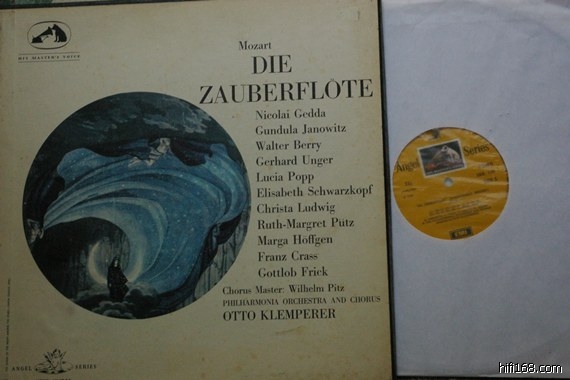 HIS MASTER'S VOICE
Mozart
DIE
ZAUBERFLÖTE
Nicolai Gedda
Gundula Janowitz
Walter Berry
Gerhard Unger
Lucia Popp
Elisabeth Schwarzkopf
Christa Ludwig
Ruth-Margret Pütz
Marga Höffgen
Franz Crass
Gottlob Frick
Chorus Master: Wilhelm Pitz
PHILHARMONIA ORCHESTRA AND CHORUS
OTTO KLEMPERER
ANGEL SERIES
Angel Series
EMI
hifi168.com